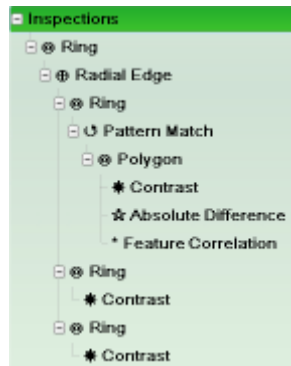 Inspections
Ring
Radial Edge
Ring
Pattern Match
Polygon
Contrast
Absolute Difference
Feature Correlation
Ring
Contrast
Ring
Contrast